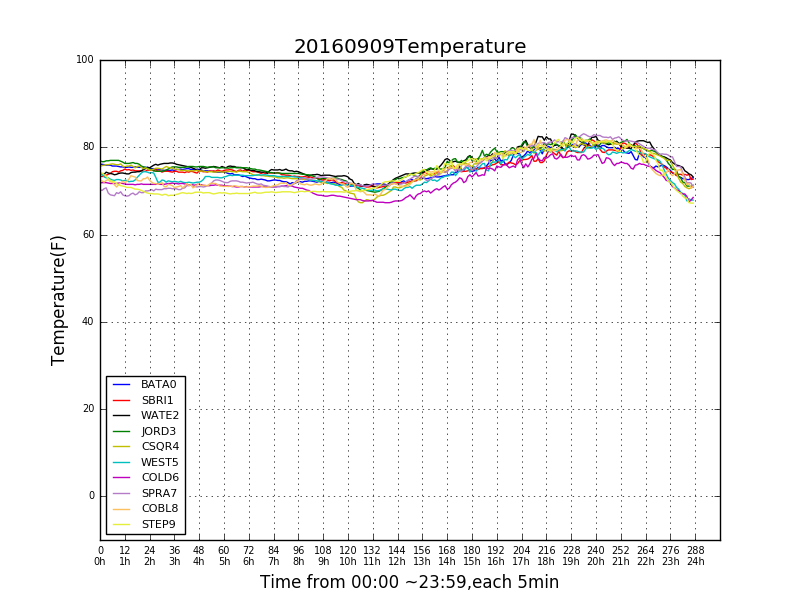 20160909Temperature
100
80
60
40
20
0
Temperature(F)
BATA0
SBRI1
WATE2
JORD3
CSQR4
WEST5
COLD6
SPRA7
COBL8
STEP9
0 12 24 36 48 60 72 84 96 108 120 132 144 156 168 180 192 204 216 228 240 252 264 276 288
0h 1h 2h 3h 4h 5h 6h 7h 8h 9h 10h 11h 12h 13h 14h 15h 16h 17h 18h 19h 20h 21h 22h 23h 24h
Time from 00:00 ~23:59,each 5min